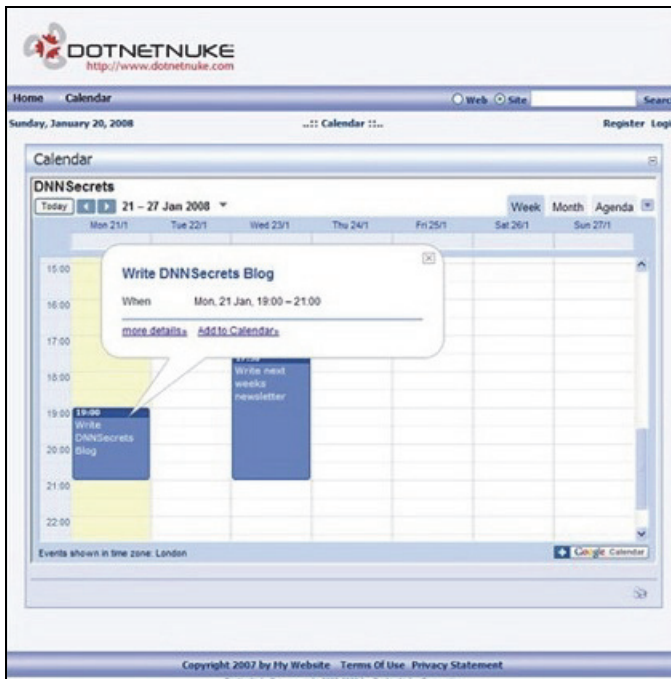 DOTNETNUKE
http://www.dotnetnuke.com
Home Calendar Web Site Searc
Sunday, January 20, 2008 ..:: Calendar ::.. Register Logi
Calendar
DNNSecrets
Today 21 – 27 Jan 2008 Week Month Agenda
Mon 21/1 Tue 22/1 Wed 23/1 Thu 24/1 Fri 25/1 Sat 26/1 Sun 27/1
15:00
Write DNNSecrets Blog
16:00
When Mon, 21 Jan, 19:00 – 21:00
more details» Add to Calendar»
17:00
Write next
weeks
newsletter
18:00
19:00
19:00
Write
DNNSecrets
Blog
20:00
21:00
22:00
Events shown in time zone: London
Google Calendar
Copyright 2007 by My Website Terms Of Use Privacy Statement